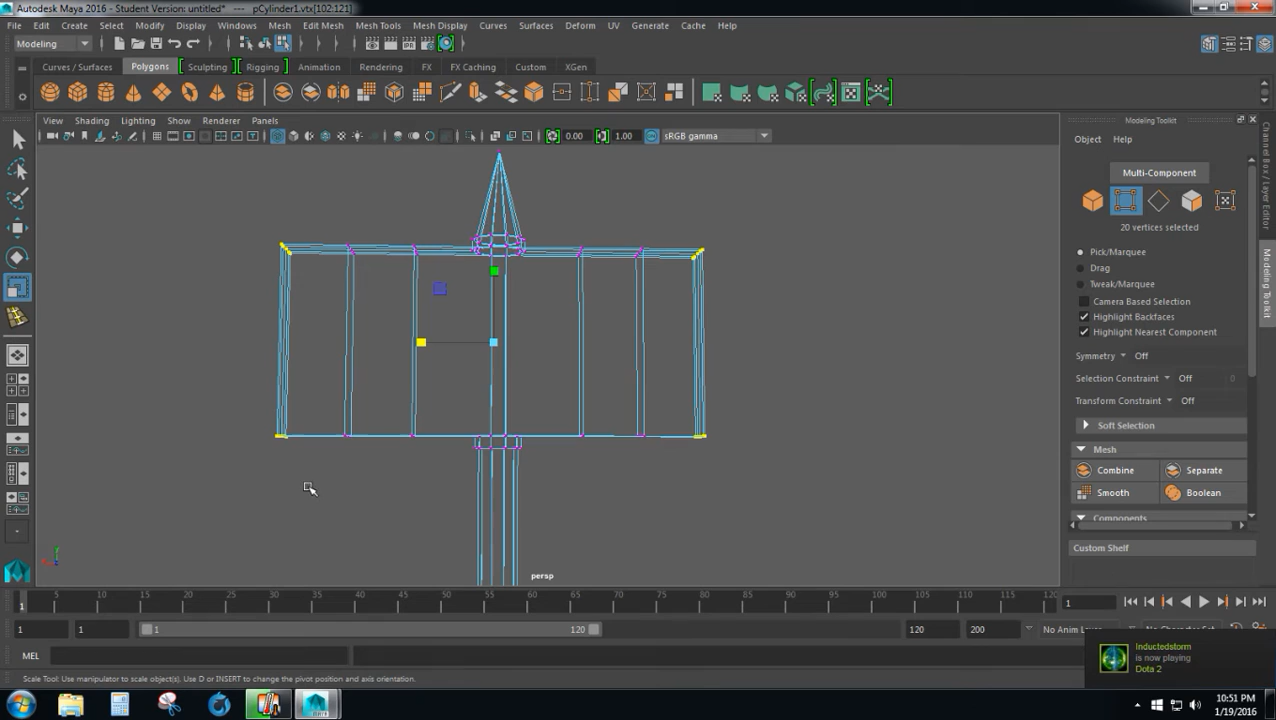 Autodesk Maya 2016 - Student Version: untitled* --- pCylinder1.vtx[102:121]
File Edit Create Select Modify Display Windows Mesh Edit Mesh Mesh Tools Mesh Display Curves Surfaces Deform UV Generate Cache Help
Modeling
Curves / Surfaces Polygons Sculpting Rigging Animation Rendering FX FX Caching Custom XGen
View Shading Lighting Show Renderer Panels
0.00 1.00 sRGB gamma
Modeling Toolkit
Object Help
Multi-Component
20 vertices selected
Pick/Marquee
Drag
Tweak/Marquee
Camera Based Selection
Highlight Backfaces
Highlight Nearest Component
Symmetry Off
Selection Constraint Off 0
Transform Constraint Off
Soft Selection
Mesh
Combine Separate
Smooth Boolean
Components
Custom Shelf
Channel Box / Layer Editor
Modeling Toolkit
persp
5 10 15 20 25 30 35 40 45 50 55 60 65 70 75 80 85 90 95 100 105 110 115 120
1 1
1 1 1 120 120 200 No Anim Layer
MEL
Inductedstorm
is now playing
Dota 2
Scale Tool: Use manipulator to scale object(s). Use D or INSERT to change the pivot position and axis orientation.
10:51 PM
1/19/2016